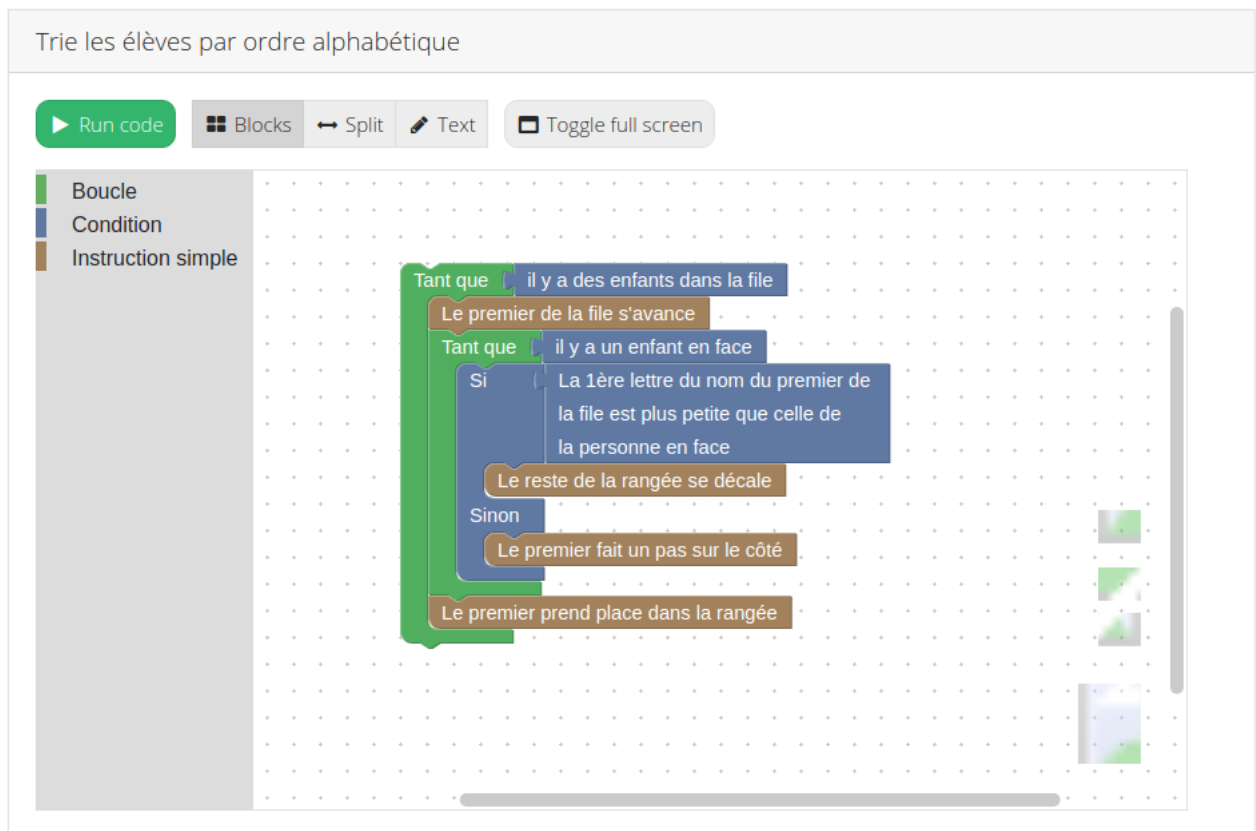 Trie les élèves par ordre alphabétique
Run code
Blocks
Split
Text
Toggle full screen
Boucle
Condition
Instruction simple
Tant que
il y a des enfants dans la file
Le premier de la file s'avance
Tant que
il y a un enfant en face
Si
La 1ère lettre du nom du premier de
la file est plus petite que celle de
la personne en face
Le reste de la rangée se décale
Sinon
Le premier fait un pas sur le côté
Le premier prend place dans la rangée